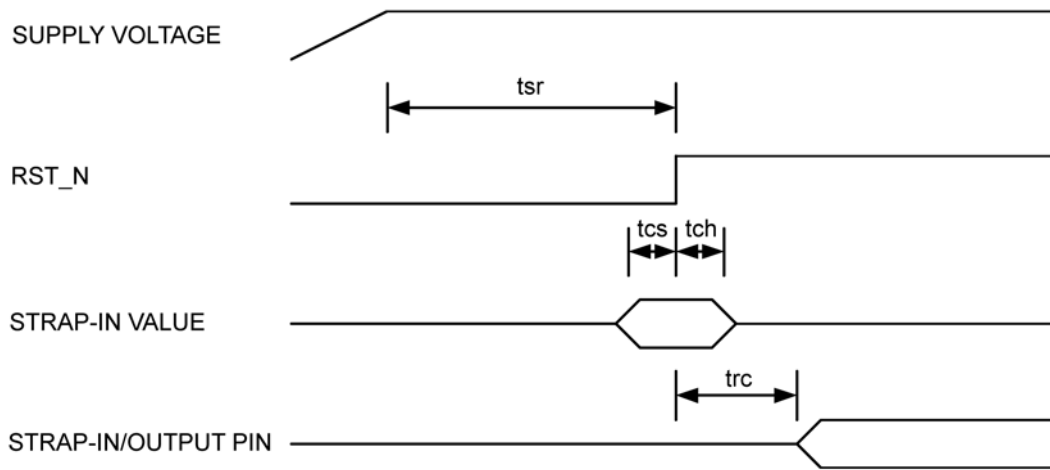 SUPPLY VOLTAGE
tsr
RST_N
tcs tch
STRAP-IN VALUE
trc
STRAP-IN/OUTPUT PIN